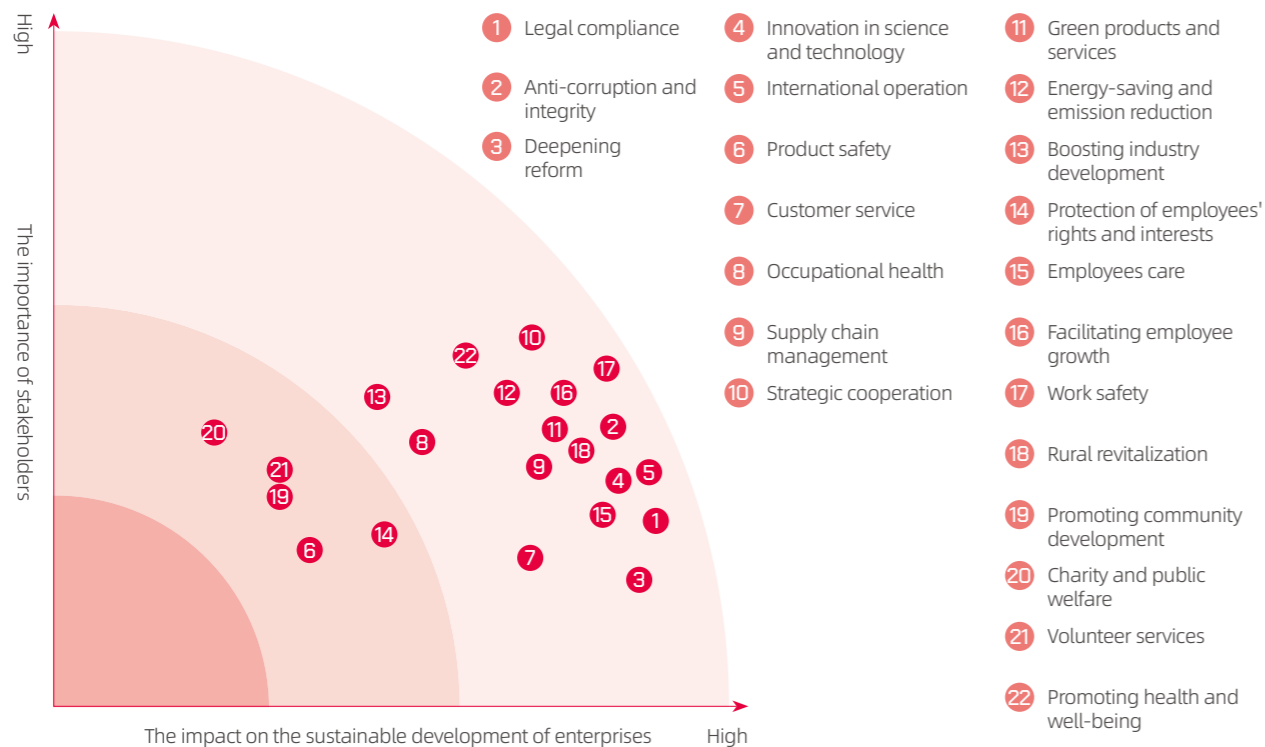 High
The importance of stakeholders
1 Legal compliance
2 Anti-corruption and
integrity
3 Deepening
reform
4 Innovation in science
and technology
5 International operation
6 Product safety
7 Customer service
8 Occupational health
9 Supply chain
management
10 Strategic cooperation
11 Green products and
services
12 Energy-saving and
emission reduction
13 Boosting industry
development
14 Protection of employees'
rights and interests
15 Employees care
16 Facilitating employee
growth
17 Work safety
18 Rural revitalization
19 Promoting community
development
20 Charity and public
welfare
21 Volunteer services
22 Promoting health and
well-being
10
22
17
12
16
13
2
11
20
8
18
9
21
5
4
19
15
1
14
6
7
3
The impact on the sustainable development of enterprises
High